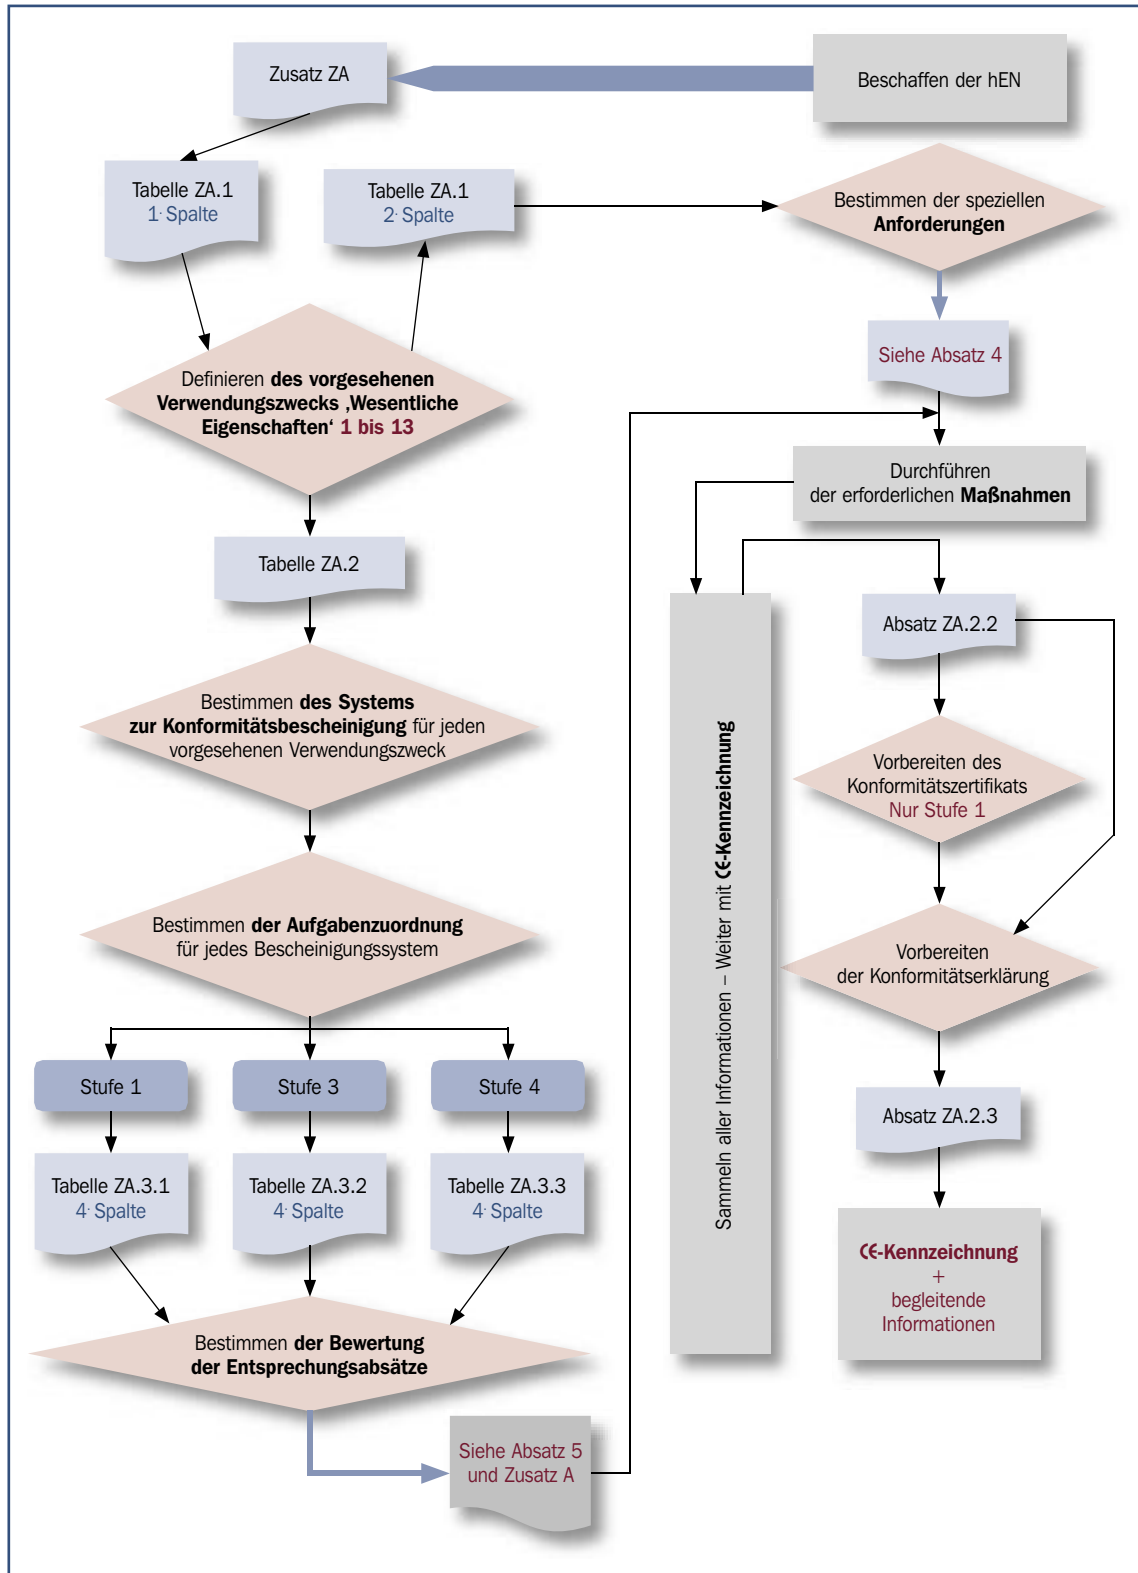 Zusatz ZA
Beschaffen der hEN
Tabelle ZA.1
1. Spalte
Tabelle ZA.1
2. Spalte
Bestimmen der speziellen
Anforderungen
Siehe Absatz 4
Definieren des vorgesehenen
Verwendungszwecks ‚Wesentliche
Eigenschaften‘ 1 bis 13
Durchführen
der erforderlichen Maßnahmen
Tabelle ZA.2
Bestimmen des Systems
zur Konformitätsbescheinigung für jeden
vorgesehenen Verwendungszweck
Bestimmen der Aufgabenzuordnung
für jedes Bescheinigungssystem
Stufe 1
Stufe 3
Stufe 4
Tabelle ZA.3.1
4. Spalte
Tabelle ZA.3.2
4. Spalte
Tabelle ZA.3.3
4. Spalte
Bestimmen der Bewertung
der Entsprechungsabsätze
Siehe Absatz 5
und Zusatz A
Sammeln aller Informationen – Weiter mit CE-Kennzeichnung
Absatz ZA.2.2
Vorbereiten des
Konformitätszertifikats
Nur Stufe 1
Vorbereiten
der Konformitätserklärung
Absatz ZA.2.3
CE-Kennzeichnung
+
begleitende
Informationen